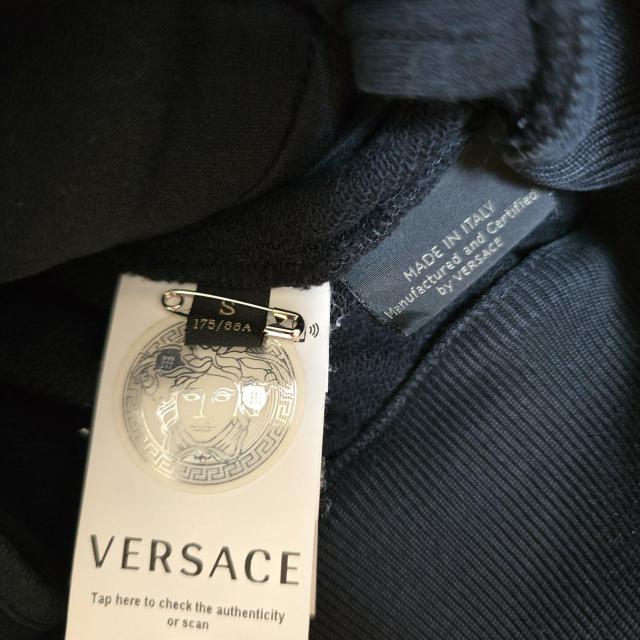 MADE IN ITALY
Manufactured and Certified
by VERSACE
S
175/88A
VERSACE
Tap here to check the authenticity
or scan